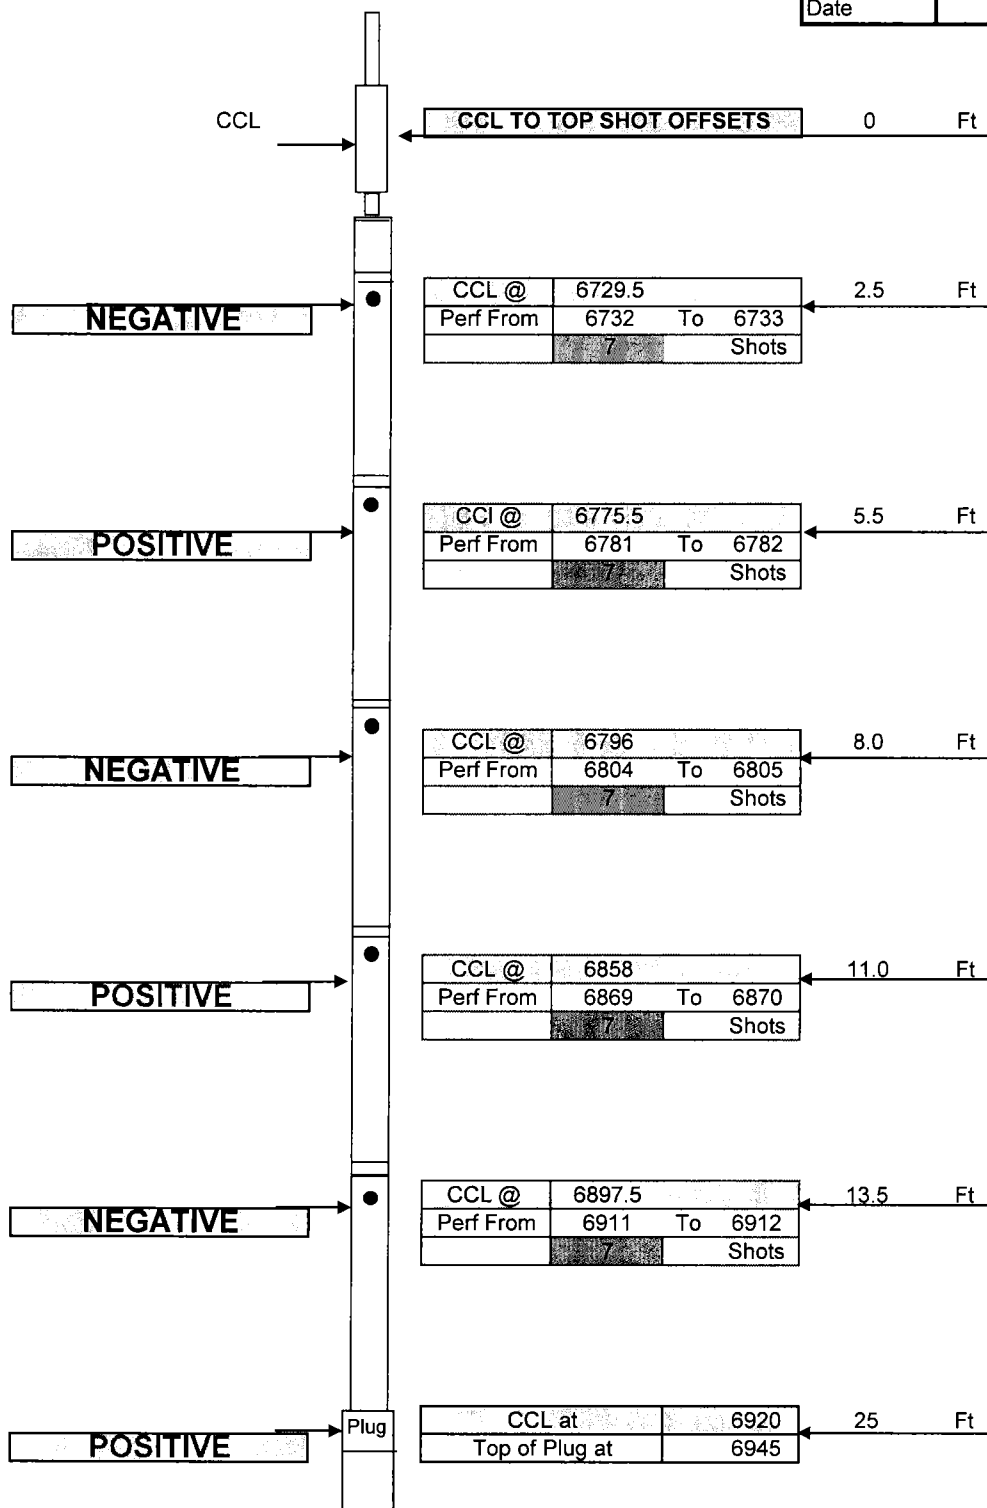 Date
CCL CCL TO TOP SHOT OFFSETS 0 Ft
CCL @ 6729.5 2.5 Ft
NEGATIVE Perf From 6732 To 6733
7 Shots
CCl @ 6775.5 5.5 Ft
POSITIVE Perf From 6781 To 6782
7 Shots
CCL @ 6796 8.0 Ft
NEGATIVE Perf From 6804 To 6805
7 Shots
CCL @ 6858 11.0 Ft
POSITIVE Perf From 6869 To 6870
7 Shots
CCL @ 6897.5 13.5 Ft
NEGATIVE Perf From 6911 To 6912
7 Shots
Plug CCL at 6920 25 Ft
POSITIVE Top of Plug at 6945